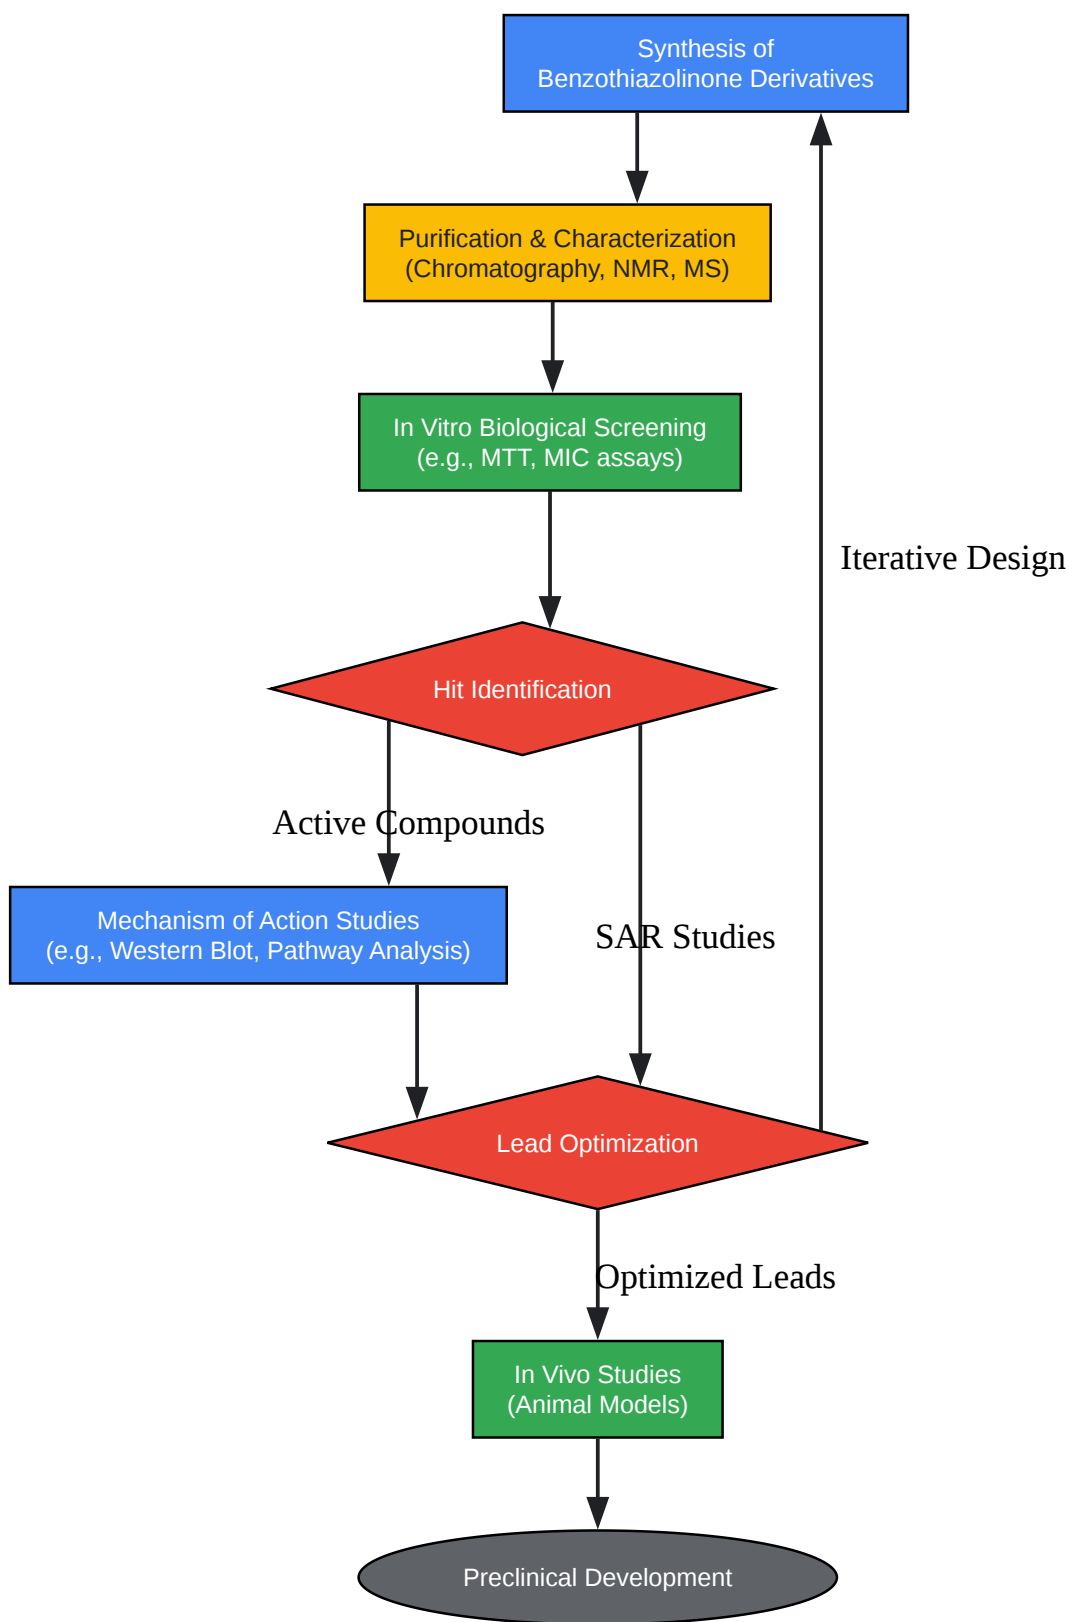 Synthesis of
Benzothiazolinone Derivatives
Purification & Characterization
(Chromatography, NMR, MS)
In Vitro Biological Screening
(e.g., MTT, MIC assays)
Iterative Design
Hit Identification
Active Compounds
Mechanism of Action Studies
(e.g., Western Blot, Pathway Analysis)
SAR Studies
Lead Optimization
Optimized Leads
In Vivo Studies
(Animal Models)
Preclinical Development